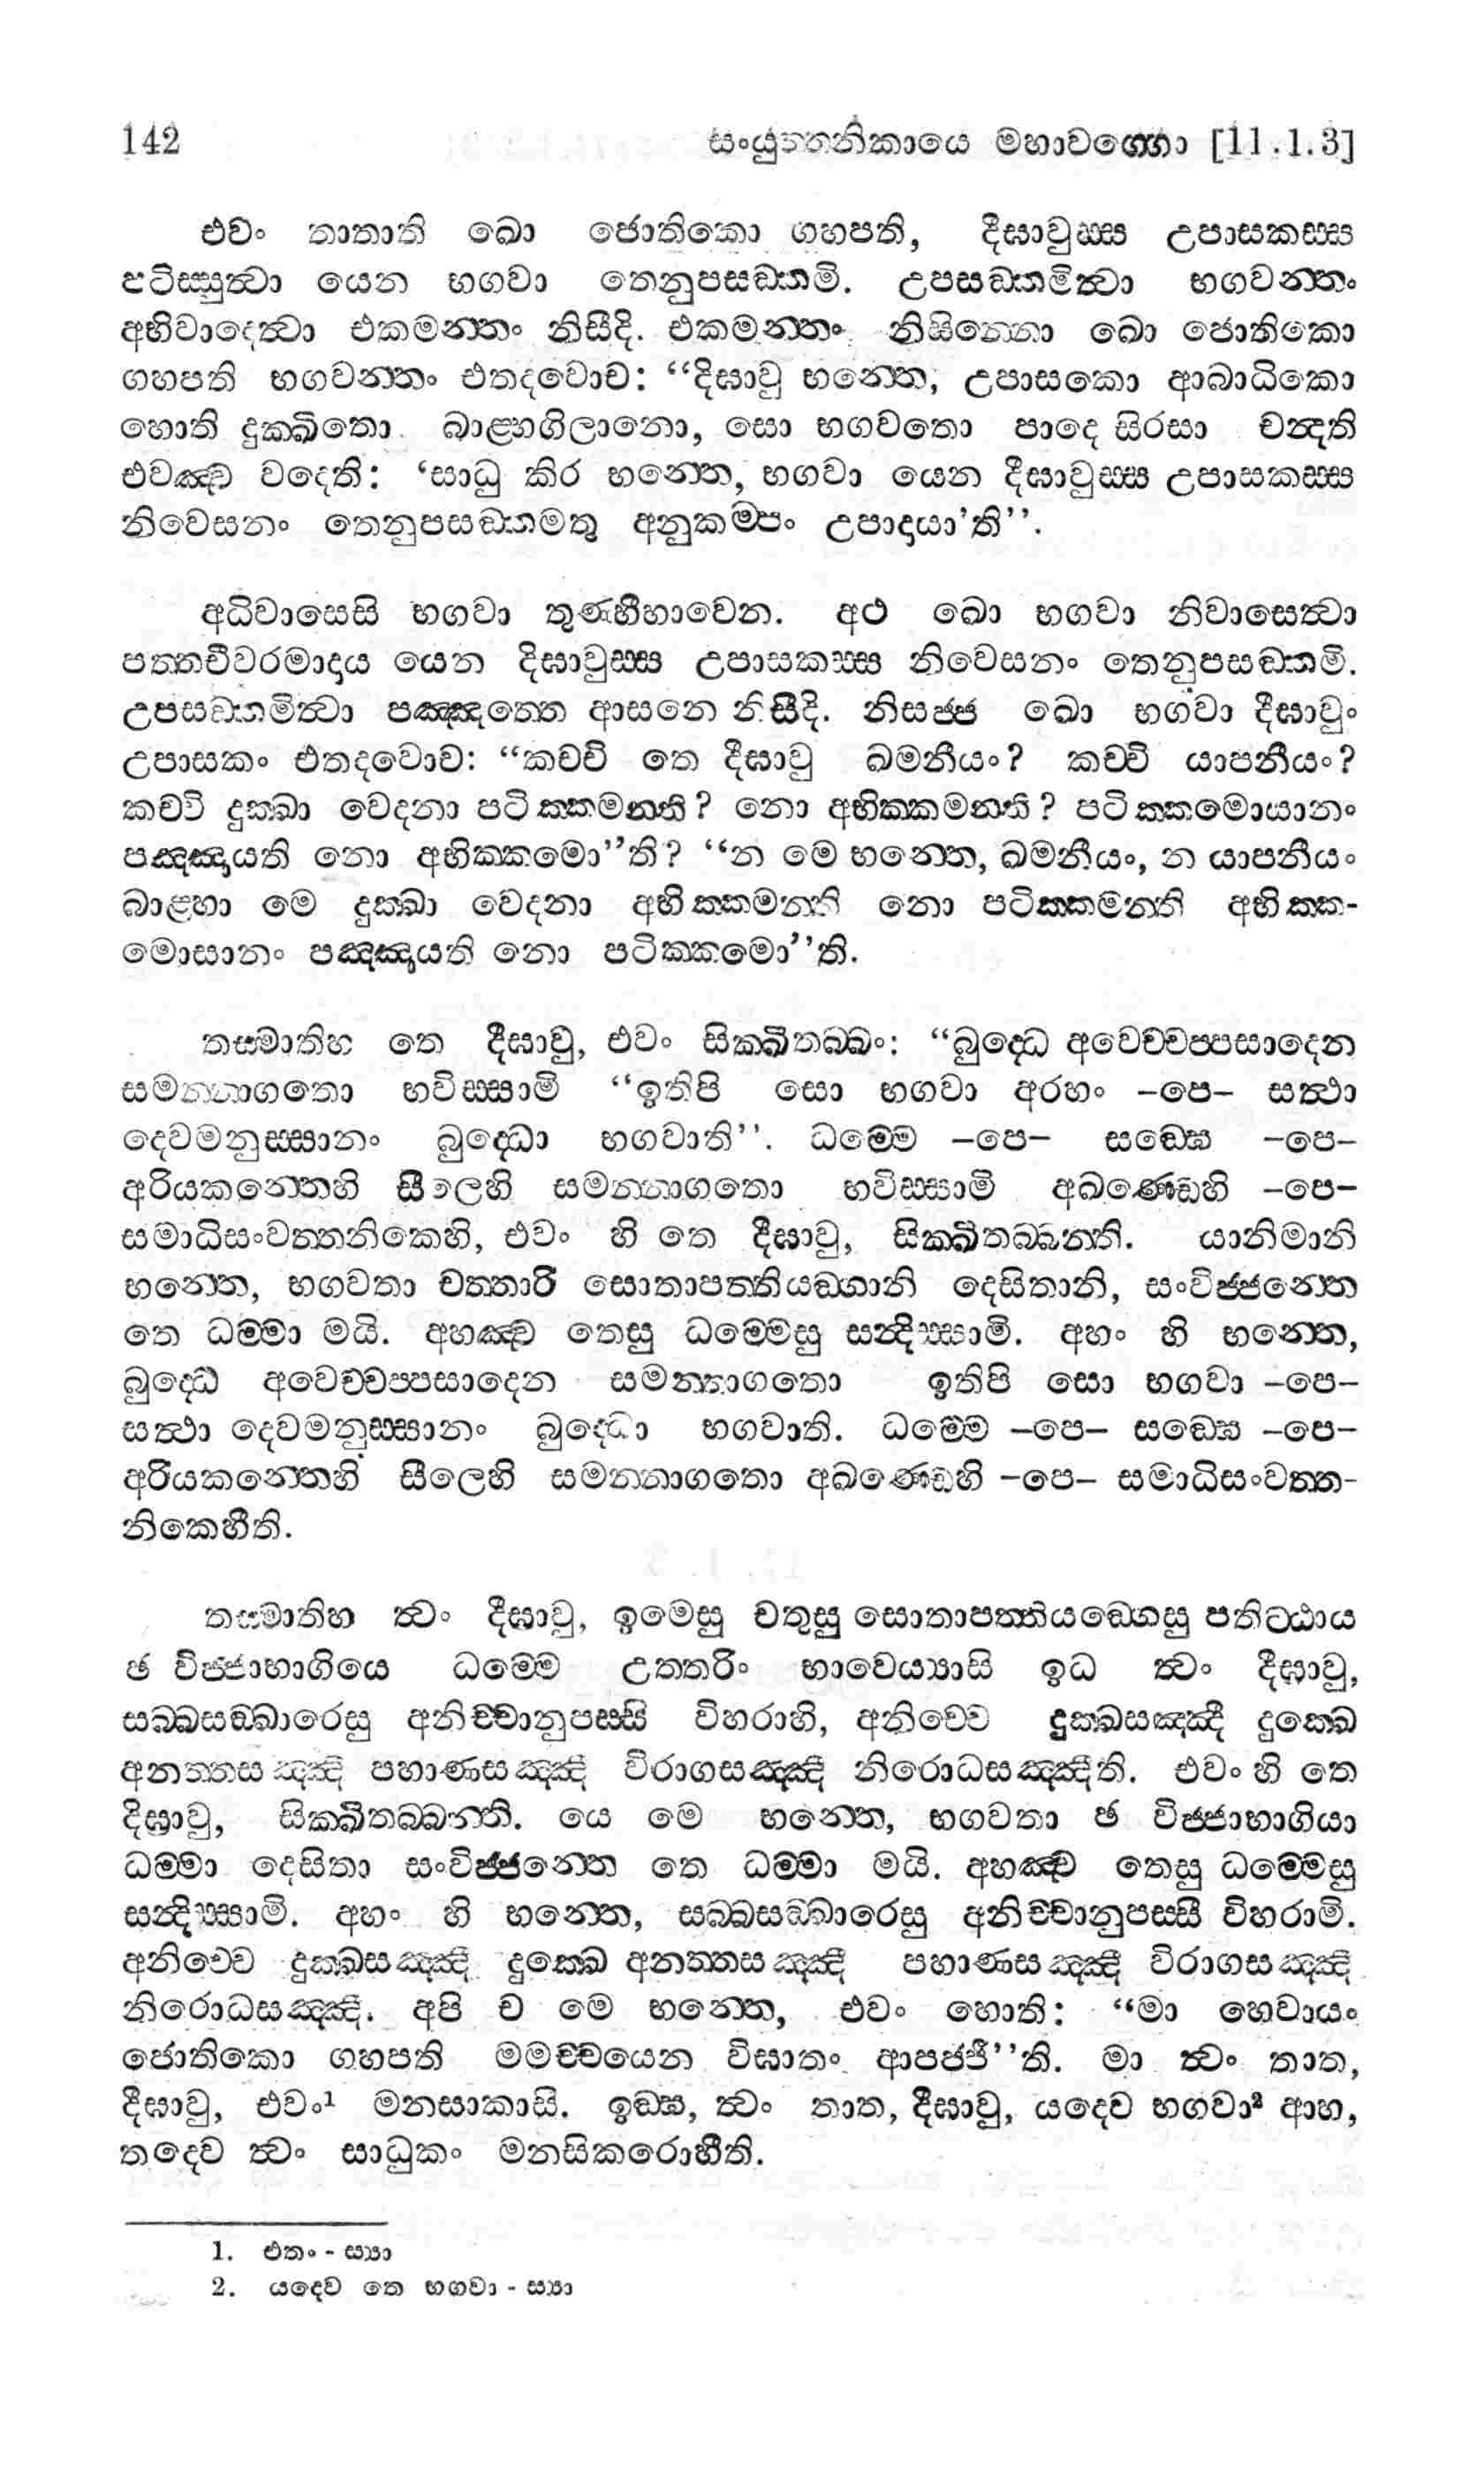 142 සංයුත්තනිකායෙ මහාවග්ගො [11.1.3]
එවං තාතාති ඛො ජොතිකො ගහපති, දීඝාවුස්ස උපාසකස්ස
පටිස්සුත්වා යෙන භගවා තෙනුපසඞ්කමි. උපසඞ්කමිත්වා භගවන්තං
අභිවාදෙත්වා එකමන්තං නිසීදි. එකමන්තං නිසින්නො ඛො ජොතිකො
ගහපති භගවන්තං එතදවොච: “දිඝාවු භන්තෙ, උපාසකො ආබාධිකො
හොති දුක්ඛිතො බාළ්හගිලානො, සො භගවතො පාදෙ සිරසා වන්දති
එවඤ්ච වදෙති: ‘සාධු කිර භන්තෙ, භගවා යෙන දීඝාවුස්ස උපාසකස්ස
නිවෙසනං තෙනුපසඞ්කමතු අනුකම්පං උපාදායා’ති”.
අධිවාසෙසි භගවා තුණ්හීභාවෙන. අථ ඛො භගවා නිවාසෙත්වා
පත්තචීවරමාදාය යෙන දිඝාවුස්ස උපාසකස්ස නිවෙසනං තෙනුපසඞ්කමි.
උපසඞ්කමිත්වා පඤ්ඤත්තෙ ආසනෙ නිසීදි. නිසජ්ජ ඛො භගවා දීඝාවුං
උපාසකං එතදවොච: “කච්චි තෙ දීඝාවු ඛමනීයං? කච්චි යාපනීයං?
කච්චි දුක්ඛා වෙදනා පටික්කමන්ති? නො අභික්කමන්ති? පටික්කමොයානං
පඤ්ඤායති නො අභික්කමො”ති? “න මෙ භන්තෙ, ඛමනීයං, න යාපනීයං
බාළ්හා මෙ දුක්ඛා වෙදනා අභික්කමන්ති නො පටික්කමන්ති අභික්ක-
මොසානං පඤ්ඤායති නො පටික්කමො”ති.
තස්මාතිහ තෙ දීඝාවු, එවං සික්ඛිතබ්බං: “බුද්ධෙ අවෙච්චප්පසාදෙන
සමන්නාගතො භවිස්සාමි “ඉතිපි සො භගවා අරහං –පෙ– සත්ථා
දෙවමනුස්සානං බුද්ධො භගවාති”. ධම්මෙ –පෙ– සඞ්ඝෙ –පෙ–
අරියකන්තෙහි සීලෙහි සමන්නාගතො භවිස්සාමි අඛණ්ඩෙහි –පෙ–
සමාධිසංවත්තනිකෙහි, එවං හි තෙ දීඝාවු, සික්ඛිතබ්බන්ති. යානිමානි
භන්තෙ, භගවතා චත්තාරි සොතාපත්තියඞ්ගානි දෙසිතානි, සංවිජ්ජන්තෙ
තෙ ධම්මා මයි. අහඤ්ච තෙසු ධම්මෙසු සන්දිස්සාමි. අහං හි භන්තෙ,
බුද්ධෙ අවෙච්චප්පසාදෙන සමන්නාගතො ඉතිපි සො භගවා –පෙ–
සත්ථා දෙවමනුස්සානං බුද්ධො භගවාති. ධම්මෙ –පෙ– සඞ්ඝෙ –පෙ–
අරියකන්තෙහි සීලෙහි සමන්නාගතො අඛණ්ඩෙහි –පෙ– සමාධිසංවත්ත-
නිකෙහීති.
තස්මාතිහ ත්වං දීඝාවු, ඉමෙසු චතුසු සොතාපත්තියඞ්ගෙසු පතිට්ඨාය
ඡ විජ්ජාභාගියෙ ධම්මෙ උත්තරිං භාවෙය්‍යාසි ඉධ ත්වං දීඝාවු,
සබ්බසඞ්ඛාරෙසු අනිච්චානුපස්සි විහරාහි, අනිච්චෙ දුක්ඛසඤ්ඤී දුක්ඛෙ
අනත්තසඤ්ඤී පහාණසඤ්ඤී විරාගසඤ්ඤී නිරොධසඤ්ඤීති. එවං හි තෙ
දිඝාවු, සික්ඛිතබ්බන්ති. යෙ මෙ භන්තෙ, භගවතා ඡ විජ්ජාභාගියා
ධම්මා දෙසිතා සංවිජ්ජන්තෙ තෙ ධම්මා මයි. අහඤ්ච තෙසු ධම්මෙසු
සන්දිස්සාමි. අහං හි භන්තෙ, සබ්බසඞ්ඛාරෙසු අනිච්චානුපස්සී විහරාමි.
අනිච්චෙ දුක්ඛසඤ්ඤී දුක්ඛෙ අනත්තසඤ්ඤී පහාණසඤ්ඤී විරාගසඤ්ඤී
නිරොධසඤ්ඤී. අපි ච මෙ භන්තෙ, එවං හොති: “මා හෙවායං
ජොතිකො ගහපති මමච්චයෙන විඝාතං ආපජ්ජී”ති. මා ත්වං තාත,
දීඝාවු, එවං¹ මනසාකාසි. ඉඞ්ඝ, ත්වං තාත, දීඝාවු, යදෙව භගවා² ආහ,
තදෙව ත්වං සාධුකං මනසිකරොහීති.
1. එතං - ස්‍යා
2. යදෙව තෙ භගවා - ස්‍යා